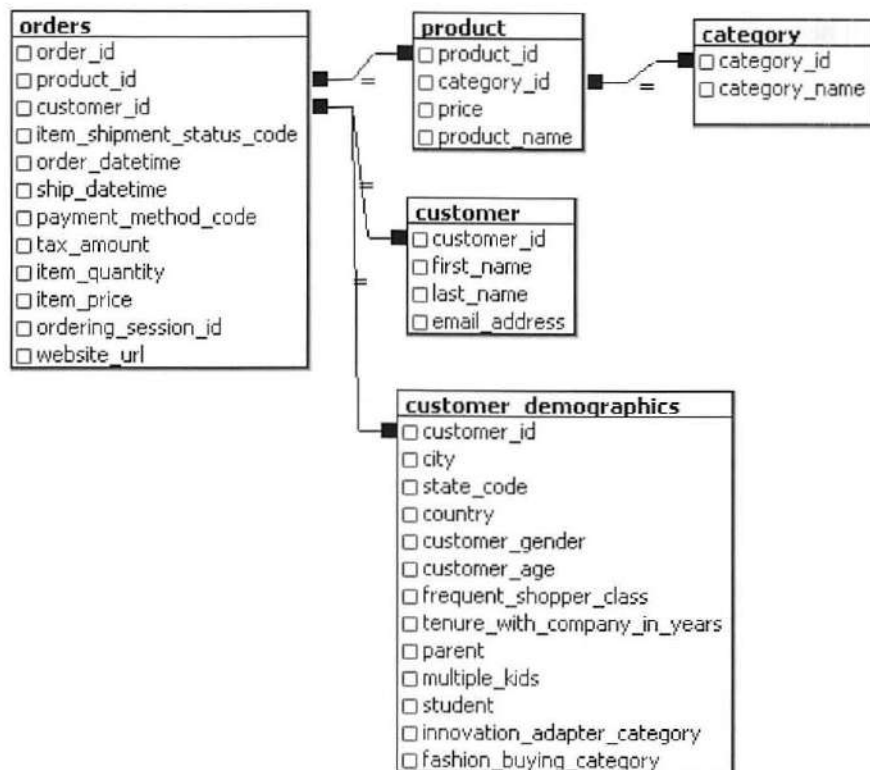 orders
order_id
product_id
customer_id
item_shipment_status_code
order_datetime
ship_datetime
payment_method_code
tax_amount
item_quantity
item_price
ordering_session_id
website_url
product
product_id
category_id
price
product_name
category
category_id
category_name
customer
customer_id
first_name
last_name
email_address
customer_demographics
customer_id
city
state_code
country
customer_gender
customer_age
frequent_shopper_class
tenure_with_company_in_years
parent
multiple_kids
student
innovation_adapter_category
fashion_buying_category
=
=
=
=